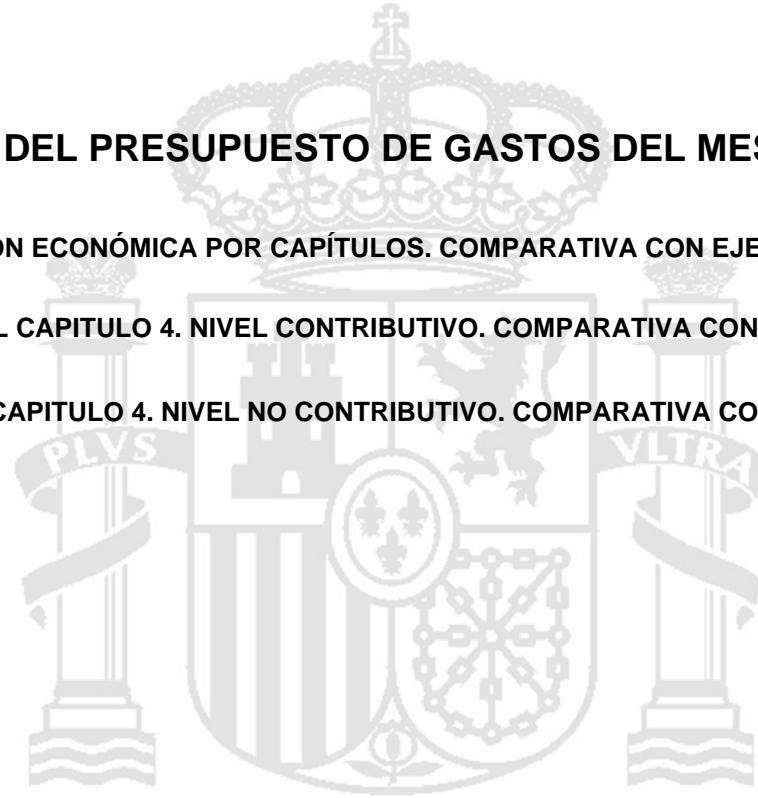 DEL PRESUPUESTO DE GASTOS DEL MES
ÓN ECONÓMICA POR CAPÍTULOS. COMPARATIVA CON EJE
L CAPITULO 4. NIVEL CONTRIBUTIVO. COMPARATIVA CON
CAPITULO 4. NIVEL NO CONTRIBUTIVO. COMPARATIVA CO
PLVS
VLTRA